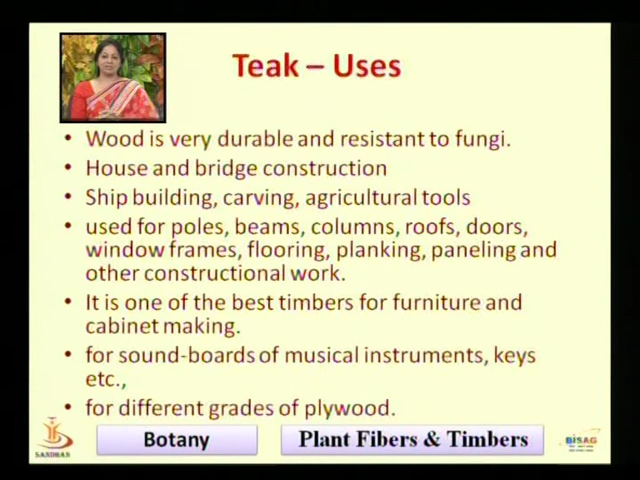 Teak – Uses
• Wood is very durable and resistant to fungi.
• House and bridge construction
• Ship building, carving, agricultural tools
• used for poles, beams, columns, roofs, doors,
window frames, flooring, planking, paneling and
other constructional work.
• It is one of the best timbers for furniture and
cabinet making.
• for sound-boards of musical instruments, keys
etc.,
• for different grades of plywood.
SANDHAN
Botany
Plant Fibers & Timbers
BISAG